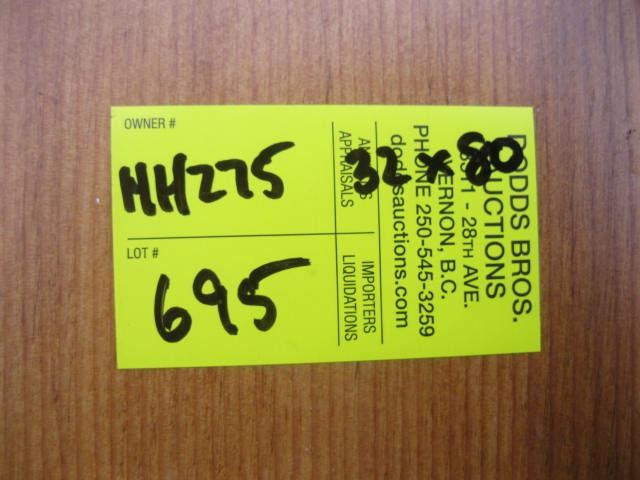 OWNER #
HH275
LOT #
695
32 x 80
DODDS BROS.
AUCTIONS
28TH AVE.
VERNON, B.C.
PHONE 250-545-3259
doddsauctions.com
APPRAISALS
IMPORTERS
LIQUIDATIONS